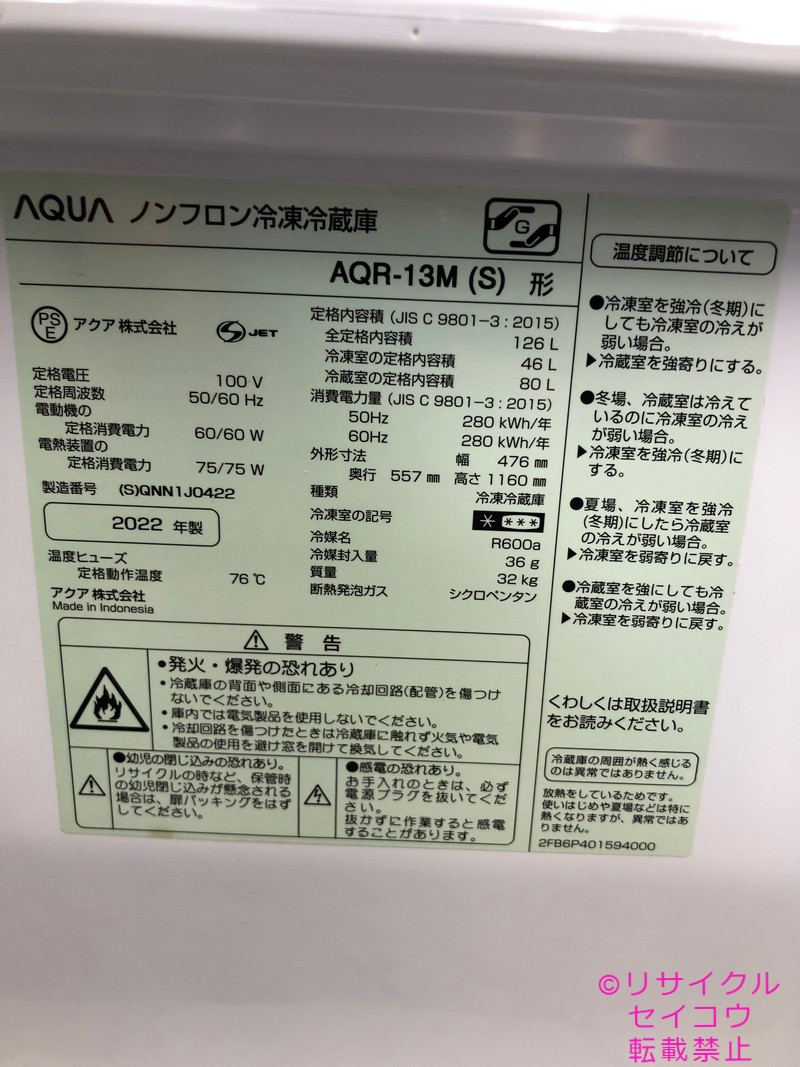 AQUA ノンフロン冷凍冷蔵庫
G
AQR-13M (S) 形
PSE アクア 株式会社
S JET
定格電圧 100 V
定格周波数 50/60 Hz
電動機の
定格消費電力 60/60 W
電熱装置の
定格消費電力 75/75 W
製造番号 (S)QNN1J0422
2022 年製
温度ヒューズ
定格動作温度 76 ℃
アクア 株式会社
Made in Indonesia
定格内容積 (JIS C 9801-3 : 2015)
全定格内容積 126 L
冷凍室の定格内容積 46 L
冷蔵室の定格内容積 80 L
消費電力量 (JIS C 9801-3 : 2015)
50Hz 280 kWh/年
60Hz 280 kWh/年
外形寸法 幅 476 ㎜
奥行 557 ㎜ 高さ 1160 ㎜
種類 冷凍冷蔵庫
冷凍室の記号
冷媒名 R600a
冷媒封入量 36 g
質量 32 kg
断熱発泡ガス シクロペンタン
警 告
●発火・爆発の恐れあり
・冷蔵庫の背面や側面にある冷却回路(配管)を傷つけ
ないでください。
・庫内では電気製品を使用しないでください。
・冷却回路を傷つけたときは冷蔵庫に触れず火気や電気
製品の使用を避け窓を開けて換気してください。
●幼児の閉じ込みの恐れあり。
リサイクルの時など、保管時
の幼児閉じ込みが懸念される
場合は、扉パッキングをはず
してください。
●感電の恐れあり。
お手入れのときは、必ず
電源プラグを抜いてくだ
さい。
抜かずに作業すると感電
することがあります。
温度調節について
●冷凍室を強冷(冬期)に
しても冷凍室の冷えが
弱い場合。
▶冷蔵室を強寄りにする。
●冬場、冷蔵室は冷えて
いるのに冷凍室の冷え
が弱い場合。
▶冷凍室を強冷(冬期)に
する。
●夏場、冷凍室を強冷
(冬期)にしたら冷蔵室
の冷えが弱い場合。
▶冷凍室を弱寄りに戻す。
●冷蔵室を強にしても冷
蔵室の冷えが弱い場合。
▶冷凍室を弱寄りに戻す。
くわしくは取扱説明書
をお読みください。
冷蔵庫の周囲が熱く感じる
のは異常ではありません。
放熱をしているためです。
使いはじめや夏場などは特に
熱くなりますが、異常ではあ
りません。
2FB6P401594000
©リサイクル
セイコウ
転載禁止